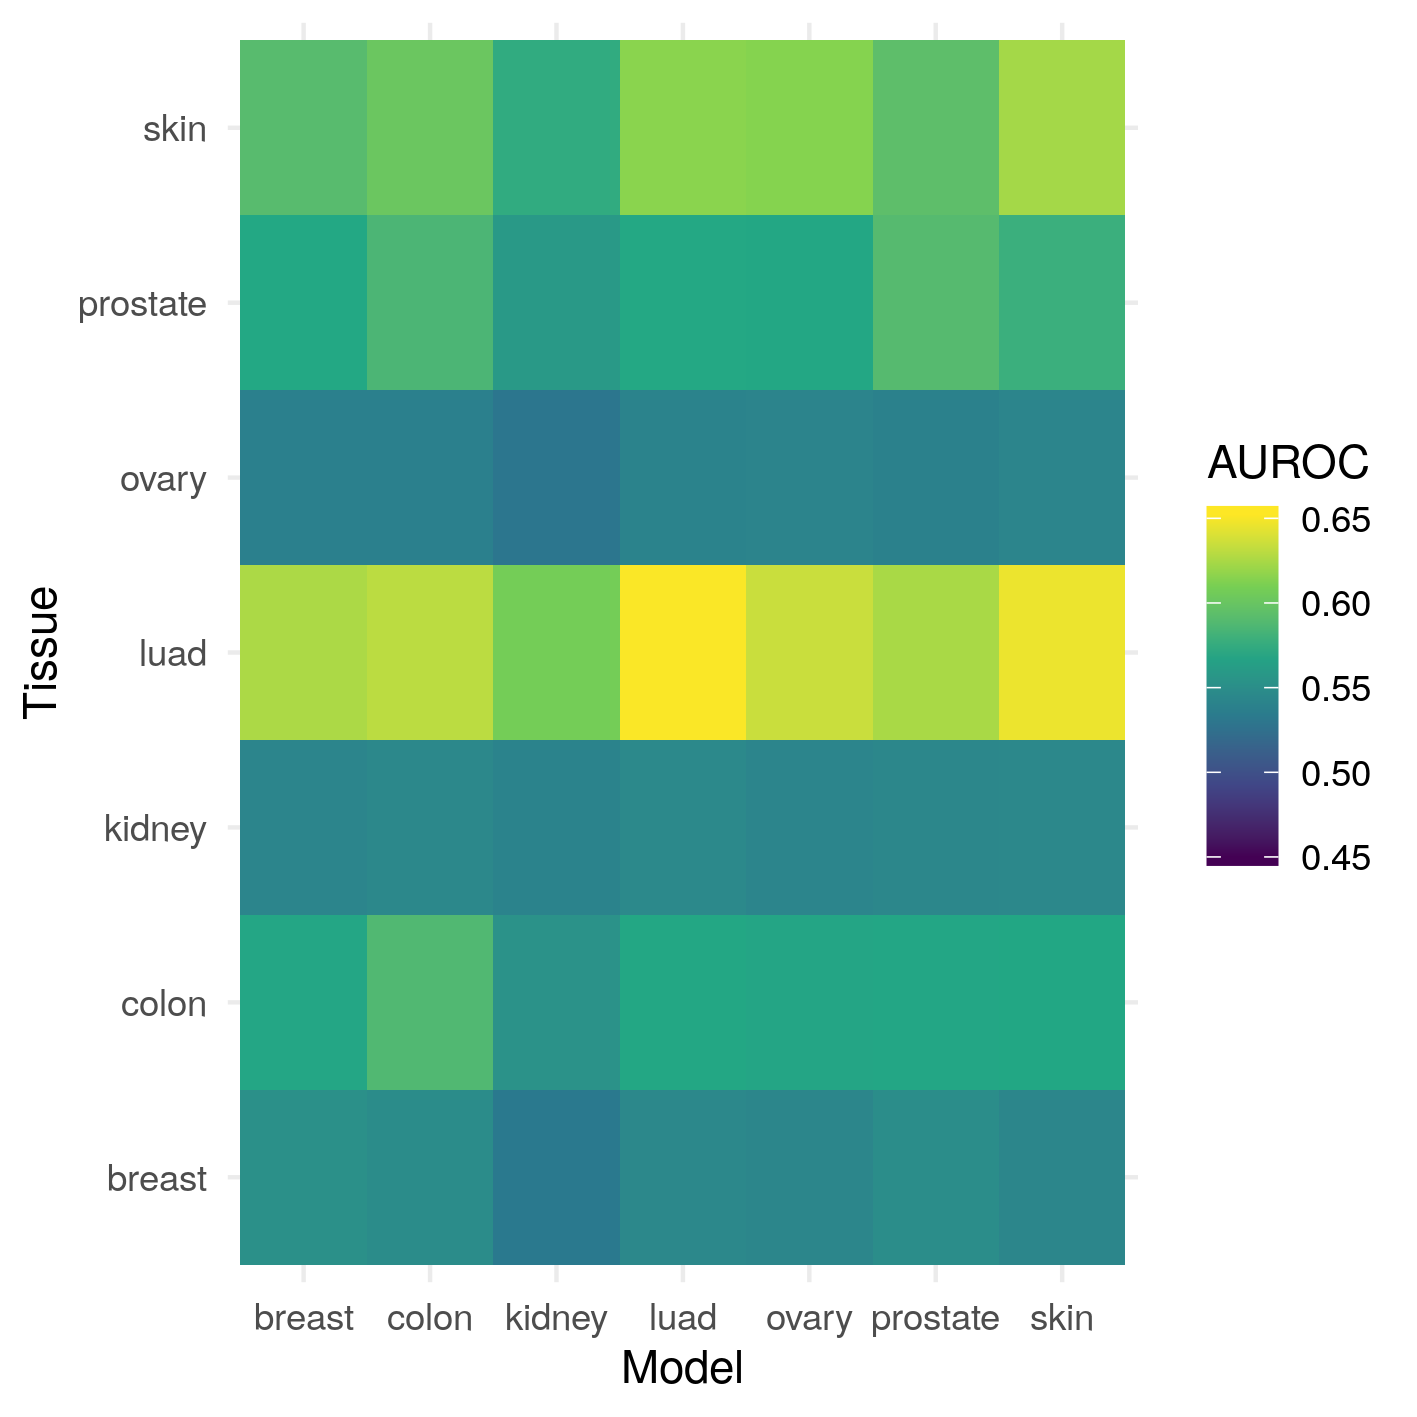 skin
prostate
ovary
luad
kidney
colon
breast
Tissue
breast colon kidney luad ovary prostate skin
Model
AUROC
0.65
0.60
0.55
0.50
0.45